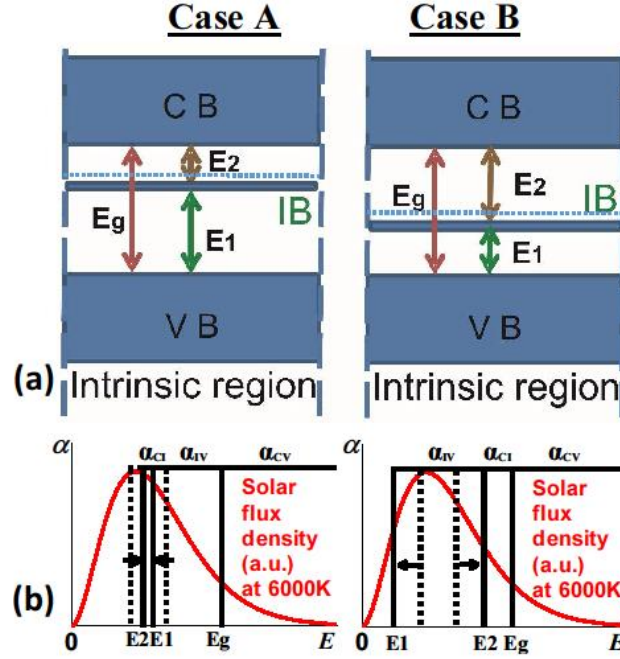 Case A
Case B
C B
C B
E2
E2
Eg
IB
Eg
IB
E1
E1
V B
V B
(a)
Intrinsic region
Intrinsic region
α
αCI
αIV
αCV
α
αIV
αCI
αCV
Solar
flux
density
(a.u.)
at 6000K
Solar
flux
density
(a.u.)
at 6000K
(b)
0
E2
E1
Eg
E
0
E1
E2
Eg
E